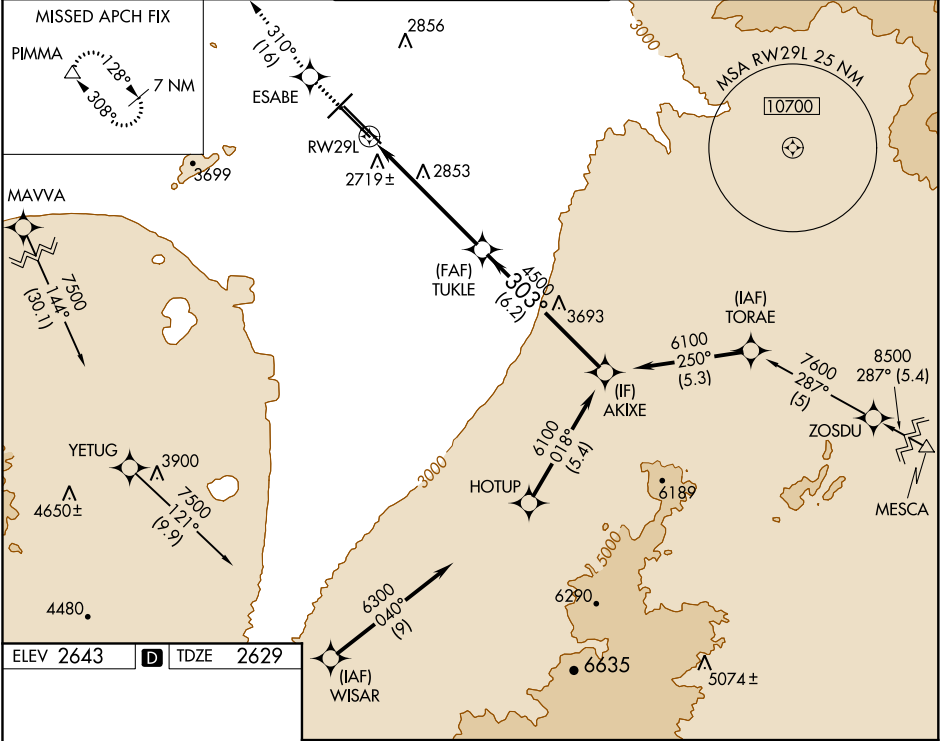 MISSED APCH FIX
PIMMA
128°
308°
7 NM
310°
(16)
2856
3000
ESABE
RW29L
2719±
2853
3699
MSA RW29L 25 NM
10700
MAVVA
7500
144°
(30.1)
(FAF)
TUKLE
4500
303°
(6.2)
3693
(IAF)
TORAE
6100
250°
(5.3)
(IF)
AKIXE
7600
287°
(5)
8500
287° (5.4)
ZOSDU
MESCA
6100
018°
(5.4)
HOTUP
YETUG
3900
7500
121°
(9.9)
4650±
3000
6189
5000
4480
6300
040°
(9)
6290
ELEV 2643
D
TDZE 2629
(IAF)
WISAR
6635
5074±